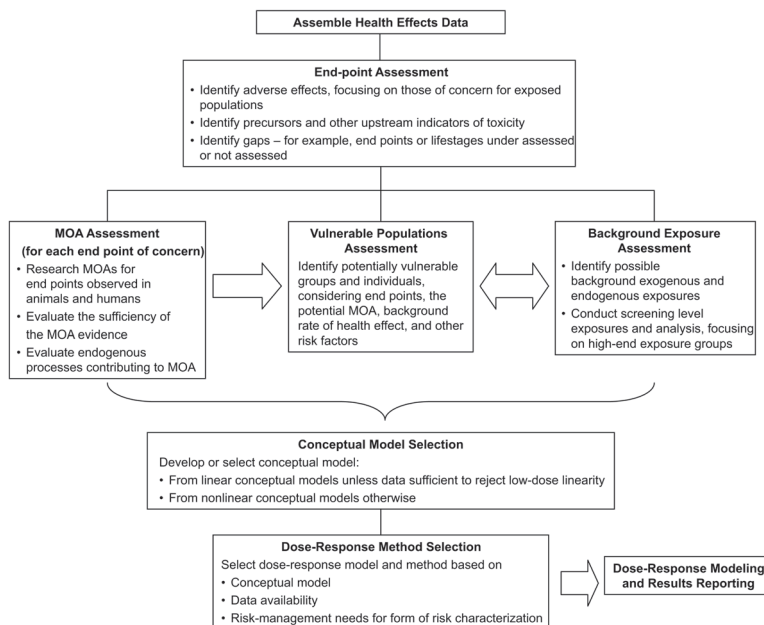 Assemble Health Effects Data
End-point Assessment
• Identify adverse effects, focusing on those of concern for exposed
populations
• Identify precursors and other upstream indicators of toxicity
• Identify gaps – for example, end points or lifestages under assessed
or not assessed
MOA Assessment
(for each end point of concern)
• Research MOAs for
end points observed in
animals and humans
• Evaluate the sufficiency of
the MOA evidence
• Evaluate endogenous
processes contributing to MOA
Vulnerable Populations
Assessment
Identify potentially vulnerable
groups and individuals,
considering end points, the
potential MOA, background
rate of health effect, and other
risk factors
Background Exposure
Assessment
• Identify possible
background exogenous and
endogenous exposures
• Conduct screening level
exposures and analysis, focusing
on high-end exposure groups
Conceptual Model Selection
Develop or select conceptual model:
• From linear conceptual models unless data sufficient to reject low-dose linearity
• From nonlinear conceptual models otherwise
Dose-Response Method Selection
Select dose-response model and method based on
• Conceptual model
• Data availability
• Risk-management needs for form of risk characterization
Dose-Response Modeling
and Results Reporting